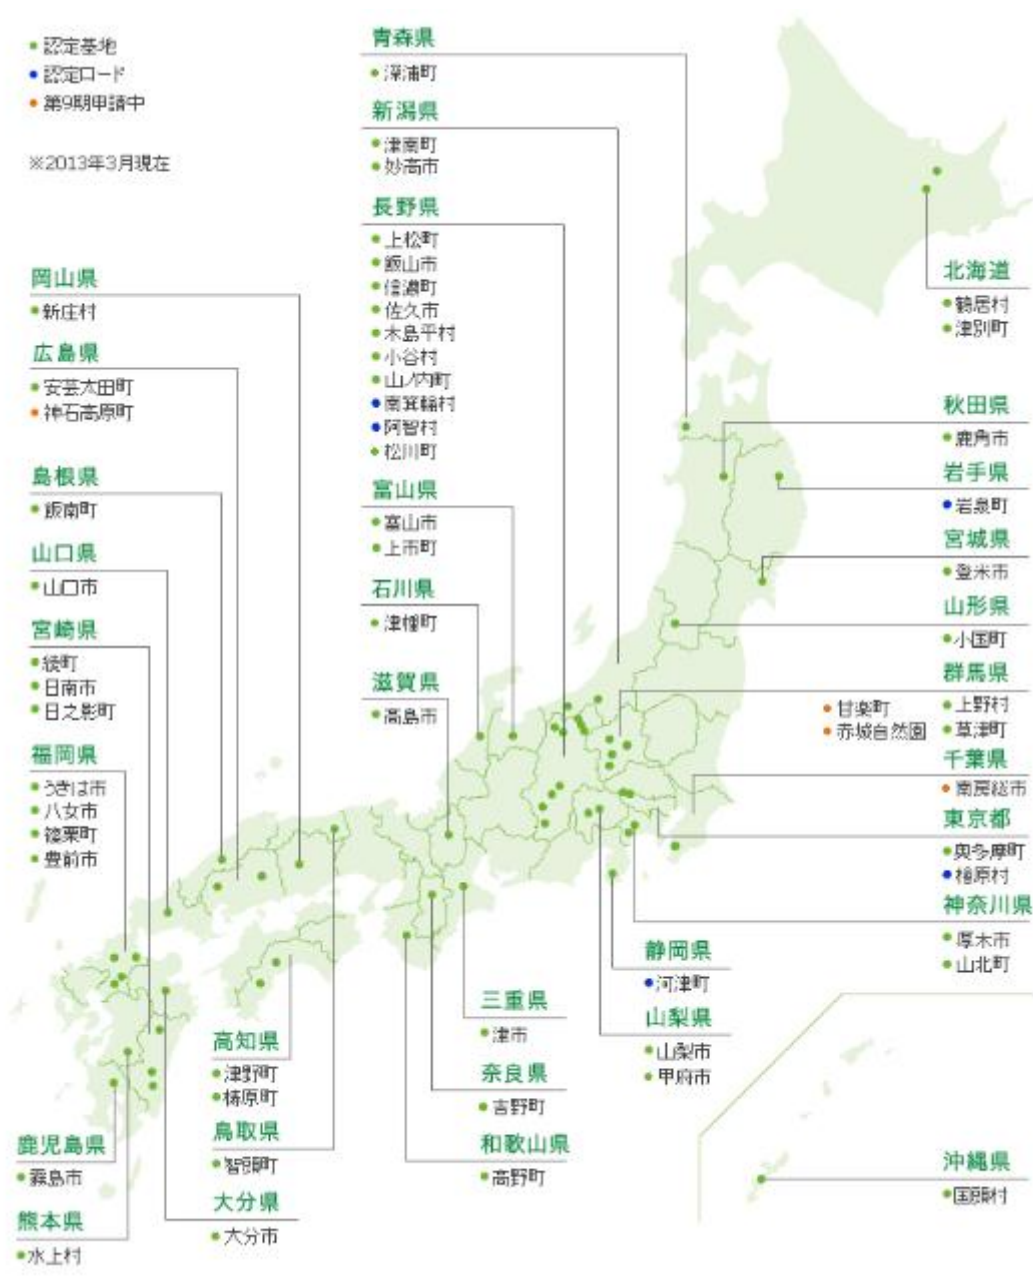 認定基地
認定ロード
第9期申請中
※2013年3月現在
岡山県
新庄村
広島県
安芸太田町
神石高原町
島根県
飯南町
山口県
山口市
宮崎県
綾町
日南市
日之影町
福岡県
うきは市
八女市
篠栗町
豊前市
鹿児島県
霧島市
熊本県
水上村
青森県
深浦町
新潟県
津南町
妙高市
長野県
上松町
飯山市
信濃町
佐久市
木島平村
小谷村
山ノ内町
南箕輪村
阿智村
松川町
富山県
富山市
上市町
石川県
津幡町
滋賀県
高島市
高知県
津野町
梼原町
鳥取県
智頭町
大分県
大分市
三重県
津市
奈良県
吉野町
和歌山県
高野町
静岡県
河津町
山梨県
山梨市
甲府市
北海道
鶴居村
津別町
秋田県
鹿角市
岩手県
岩泉町
宮城県
登米市
山形県
小国町
群馬県
甘楽町 上野村
赤城自然園 草津町
千葉県
南房総市
東京都
奥多摩町
檜原村
神奈川県
厚木市
山北町
沖縄県
国頭村